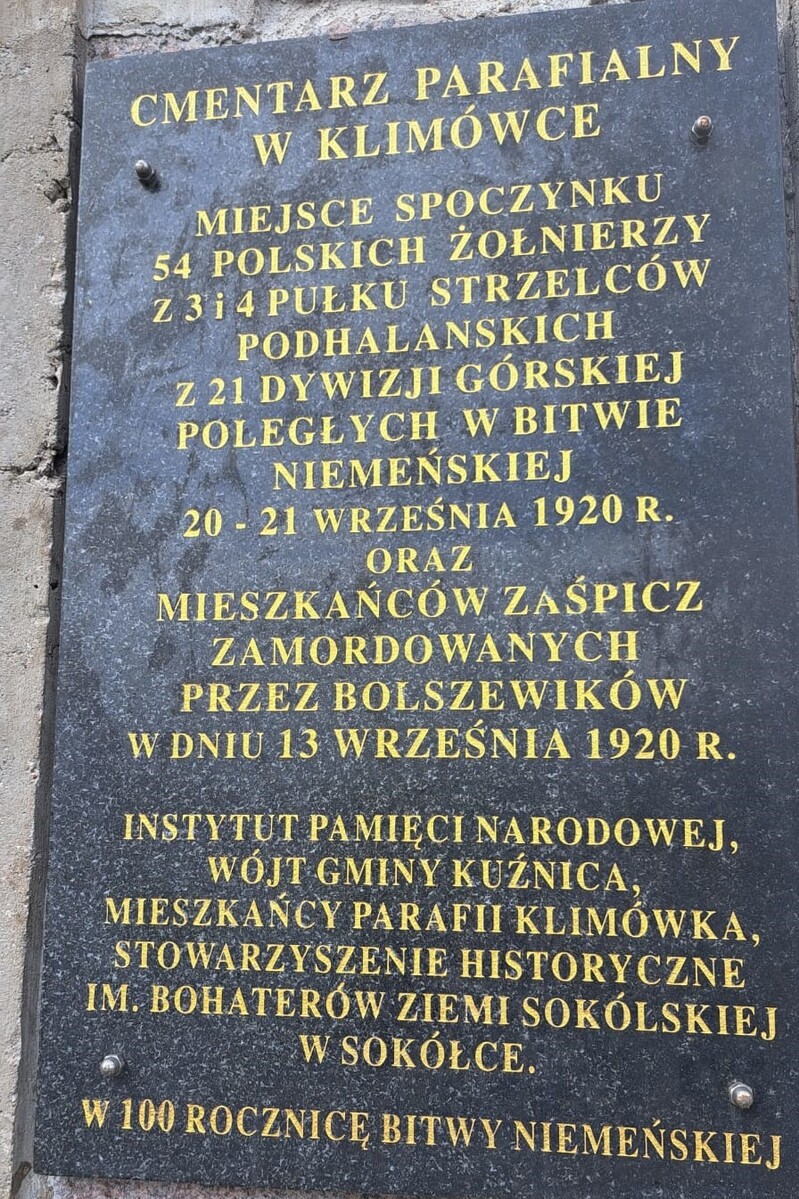 CMENTARZ PARAFIALNY
W KLIMÓWCE
MIEJSCE SPOCZYNKU
54 POLSKICH ŻOŁNIERZY
Z 3 i 4 PUŁKU STRZELCÓW
PODHALANSKICH
Z 21 DYWIZJI GÓRSKIEJ
POLEGŁYCH W BITWIE
NIEMEŃSKIEJ
20 - 21 WRZEŚNIA 1920 R.
ORAZ
MIESZKAŃCÓW ZAŚPICZ
ZAMORDOWANYCH
PRZEZ BOLSZEWIKÓW
W DNIU 13 WRZEŚNIA 1920 R.
INSTYTUT PAMIĘCI NARODOWEJ,
WÓJT GMINY KUŹNICA,
MIESZKAŃCY PARAFII KLIMÓWKA,
STOWARZYSZENIE HISTORYCZNE
IM. BOHATERÓW ZIEMI SOKÓLSKIEJ
W SOKÓŁCE.
W 100 ROCZNICĘ BITWY NIEMEŃSKIEJ